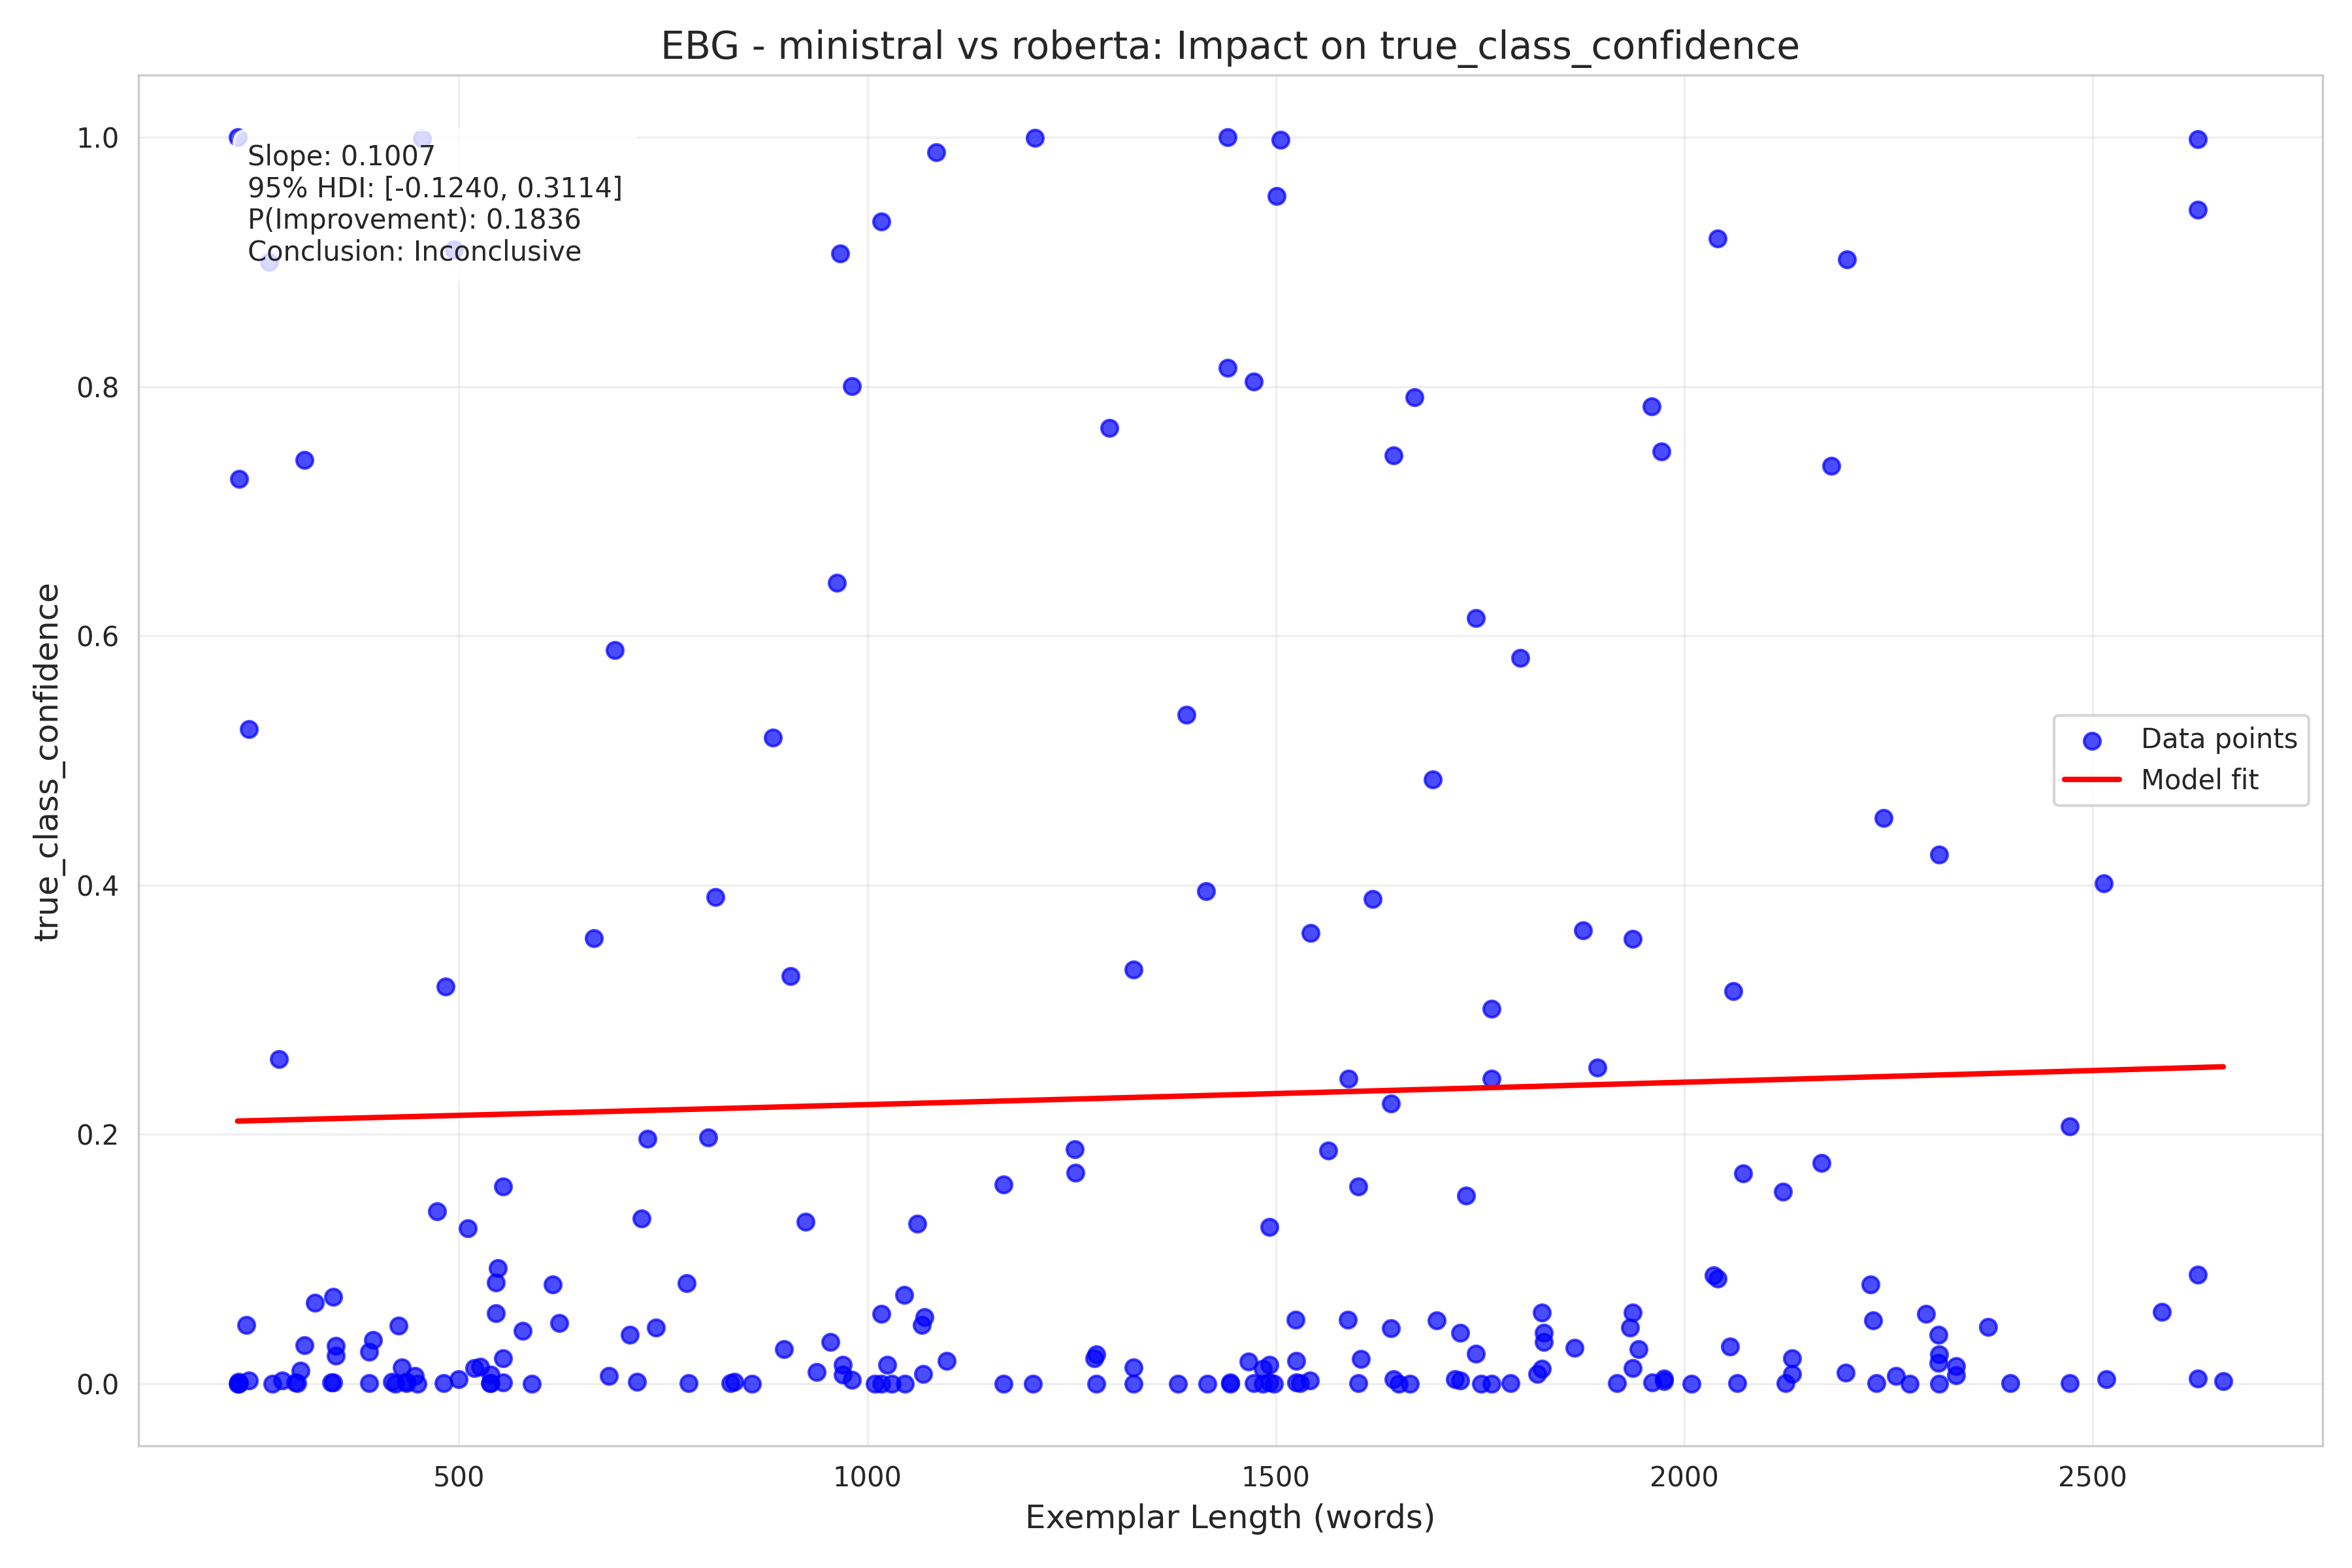 EBG - ministral vs roberta: Impact on true_class_confidence
1.0
0.8
0.6
0.4
0.2
0.0
true_class_confidence
Slope: 0.1007
95% HDI: [-0.1240, 0.3114]
P(Improvement): 0.1836
Conclusion: Inconclusive
Data points
Model fit
500 1000 1500 2000 2500
Exemplar Length (words)